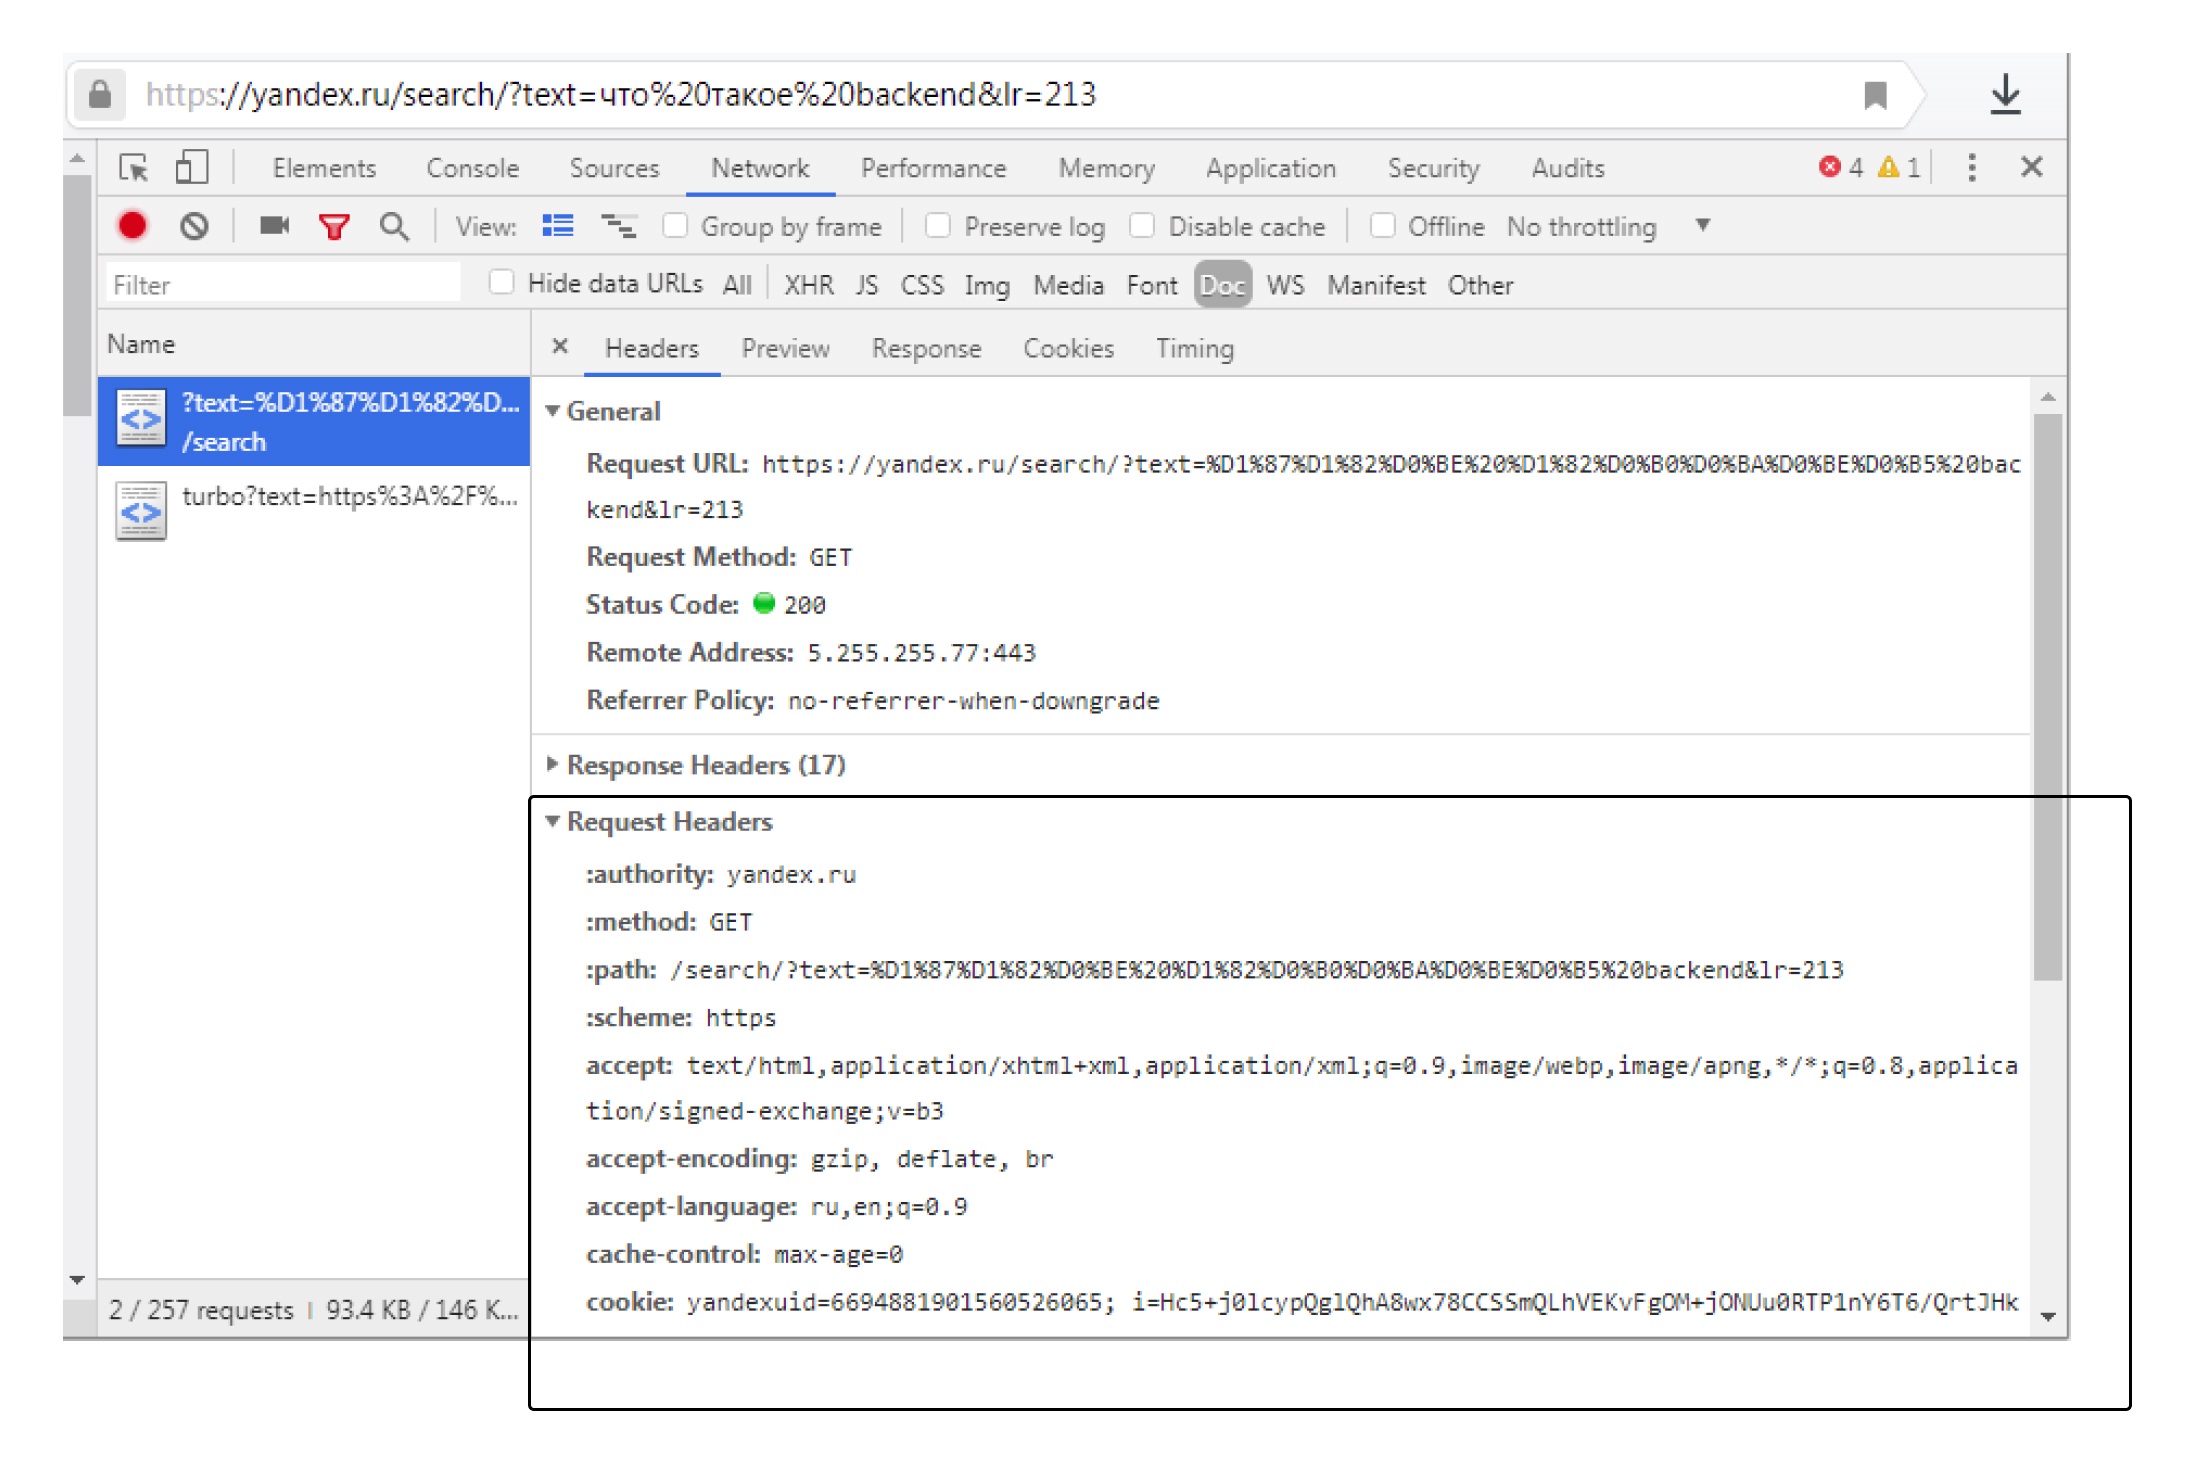 https://yandex.ru/search/?text=что%20такое%20backend&lr=213
Elements Console Sources Network Performance Memory Application Security Audits 4 1
View: Group by frame Preserve log Disable cache Offline No throttling
Filter Hide data URLs All XHR JS CSS Img Media Font Doc WS Manifest Other
Name
?text=%D1%87%D1%82%D...
/search
turbo?text=https%3A%2F%...
2 / 257 requests | 93.4 KB / 146 K...
× Headers Preview Response Cookies Timing
General
Request URL: https://yandex.ru/search/?text=%D1%87%D1%82%D0%BE%20%D1%82%D0%B0%D0%BA%D0%BE%D0%B5%20bac
kend&lr=213
Request Method: GET
Status Code: 200
Remote Address: 5.255.255.77:443
Referrer Policy: no-referrer-when-downgrade
Response Headers (17)
Request Headers
:authority: yandex.ru
:method: GET
:path: /search/?text=%D1%87%D1%82%D0%BE%20%D1%82%D0%B0%D0%BA%D0%BE%D0%B5%20backend&lr=213
:scheme: https
accept: text/html,application/xhtml+xml,application/xml;q=0.9,image/webp,image/apng,*/*;q=0.8,applica
tion/signed-exchange;v=b3
accept-encoding: gzip, deflate, br
accept-language: ru,en;q=0.9
cache-control: max-age=0
cookie: yandexuid=6694881901560526065; i=Hc5+j0lcypQglQhA8wx78CCSSmQLhVEKvFgOM+jONUu0RTP1nY6T6/QrtJHk